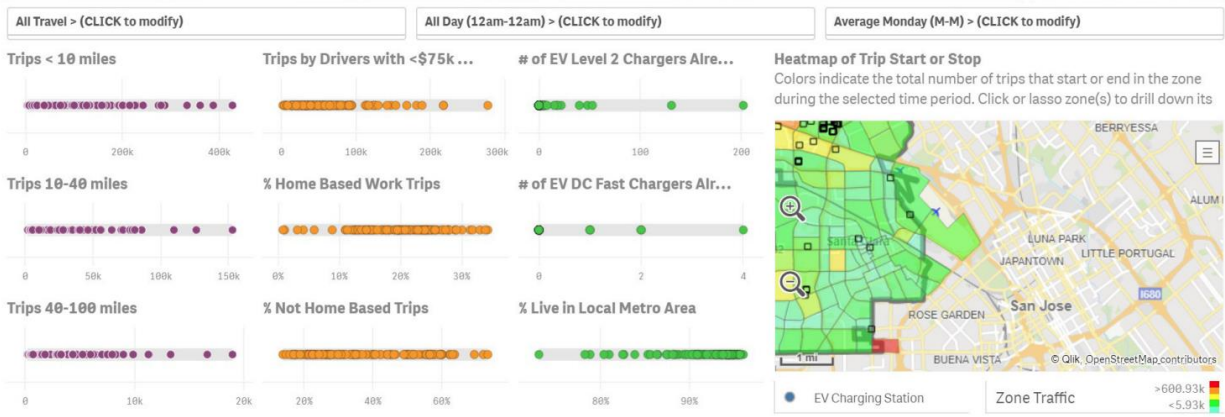 All Travel > (CLICK to modify)
All Day (12am-12am) > (CLICK to modify)
Average Monday (M-M) > (CLICK to modify)
Trips < 10 miles
0 200k 400k
Trips by Drivers with <$75k ...
0 100k 200k 300k
# of EV Level 2 Chargers Alre...
0 100 200
Trips 10-40 miles
0 50k 100k 150k
% Home Based Work Trips
0% 10% 20% 30%
# of EV DC Fast Chargers Alr...
0 2 4
Trips 40-100 miles
0 10k 20k
% Not Home Based Trips
20% 40% 60%
% Live in Local Metro Area
80% 90%
Heatmap of Trip Start or Stop
Colors indicate the total number of trips that start or end in the zone
during the selected time period. Click or lasso zone(s) to drill down its
BERRYESSA
ALUM
LUNA PARK
LITTLE PORTUGAL
JAPANTOWN
Santa Clara
I680
San Jose
ROSE GARDEN
BUENA VISTA
1 mi
© Qlik, OpenStreetMap contributors
EV Charging Station
Zone Traffic
>600.93k
<5.93k